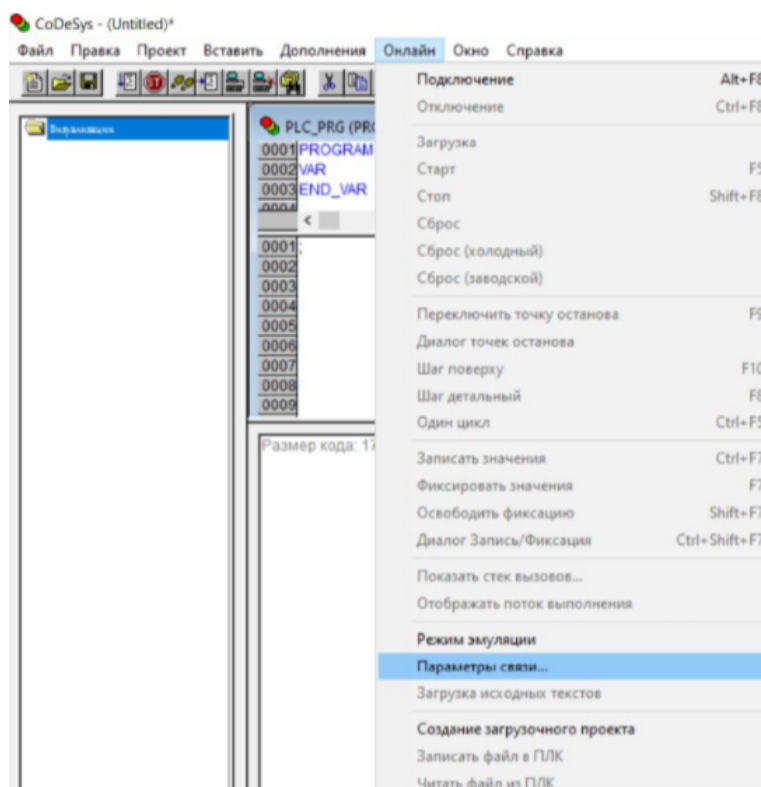 CoDeSys - (Untitled)*
Файл Правка Проект Вставить Дополнения Онлайн Окно Справка
Визуализации
PLC_PRG (PRG
0001 PROGRAM
0002 VAR
0003 END_VAR
0004
0001 ;
0002
0003
0004
0005
0006
0007
0008
0009
Размер кода: 17
Подключение Alt+F8
Отключение Ctrl+F8
Загрузка
Старт F5
Стоп Shift+F8
Сброс
Сброс (холодный)
Сброс (заводской)
Переключить точку останова F9
Диалог точек останова
Шаг поверху F10
Шаг детальный F8
Один цикл Ctrl+F5
Записать значения Ctrl+F7
Фиксировать значения F7
Освободить фиксацию Shift+F7
Диалог Запись/Фиксация Ctrl+Shift+F7
Показать стек вызовов...
Отображать поток выполнения
Режим эмуляции
Параметры связи...
Загрузка исходных текстов
Создание загрузочного проекта
Записать файл в ПЛК
Читать файл из ПЛК